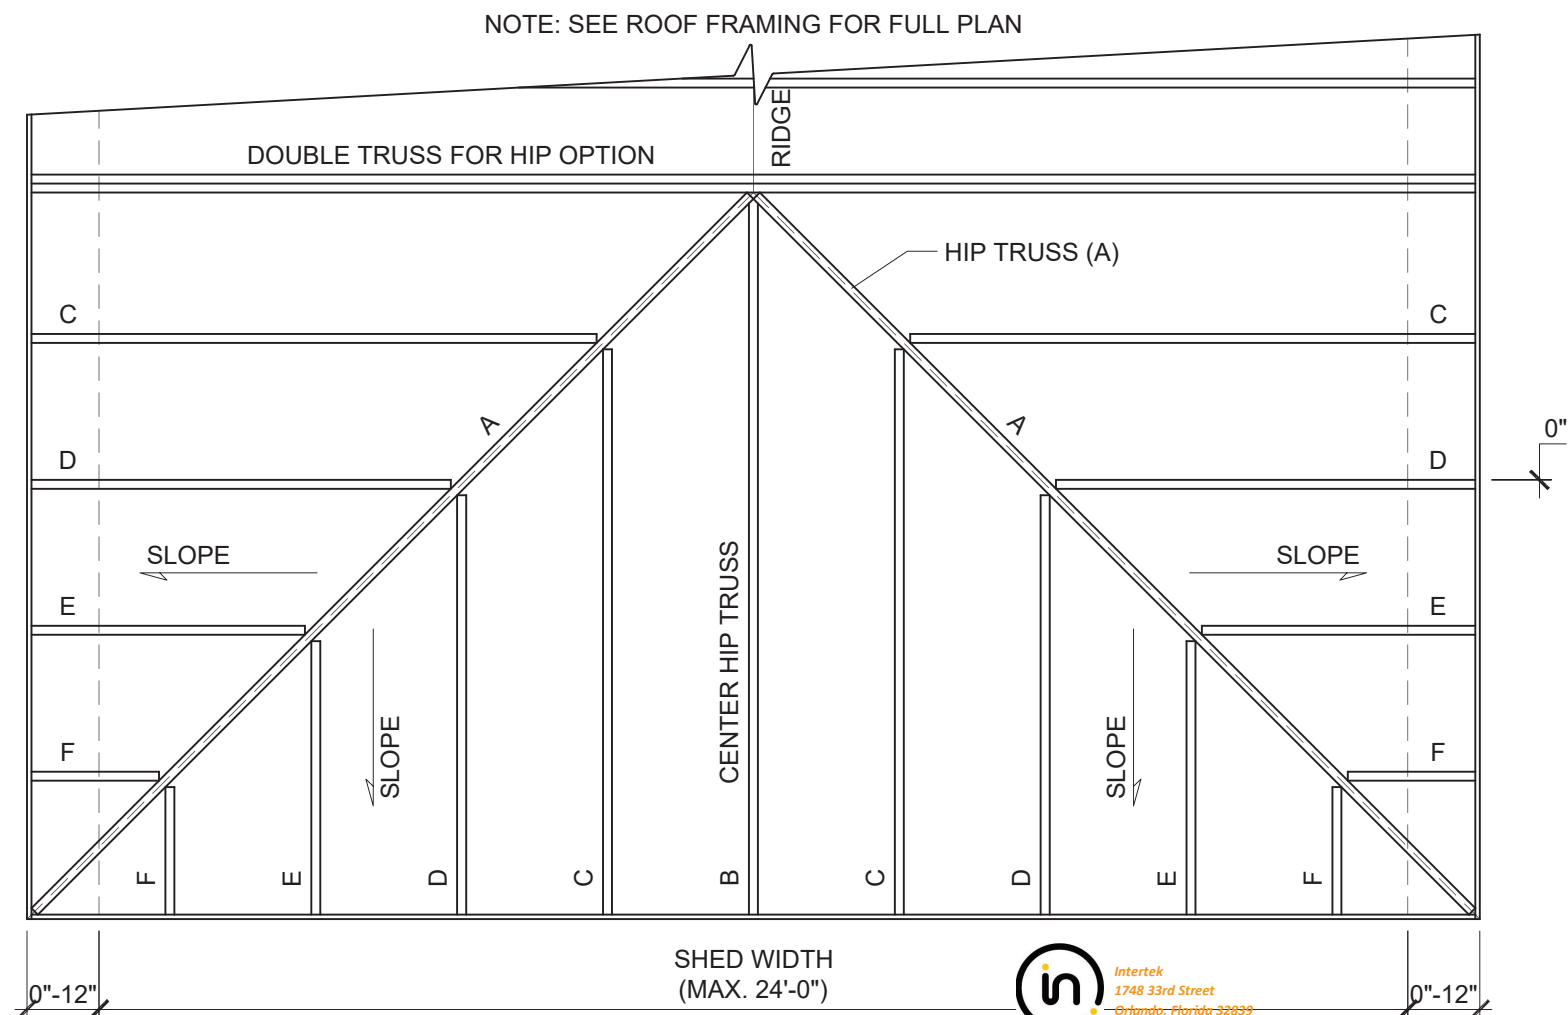 NOTE: SEE ROOF FRAMING FOR FULL PLAN
RIDGE
DOUBLE TRUSS FOR HIP OPTION
HIP TRUSS (A)
C
C
A
A
0"
D
D
SLOPE
SLOPE
CENTER HIP TRUSS
E
E
SLOPE
SLOPE
F
F
F
E
D
C
B
C
D
E
F
SHED WIDTH
(MAX. 24'-0")
0"-12"
0"-12"
in
Intertek
1748 33rd Street
Orlando, Florida 32839